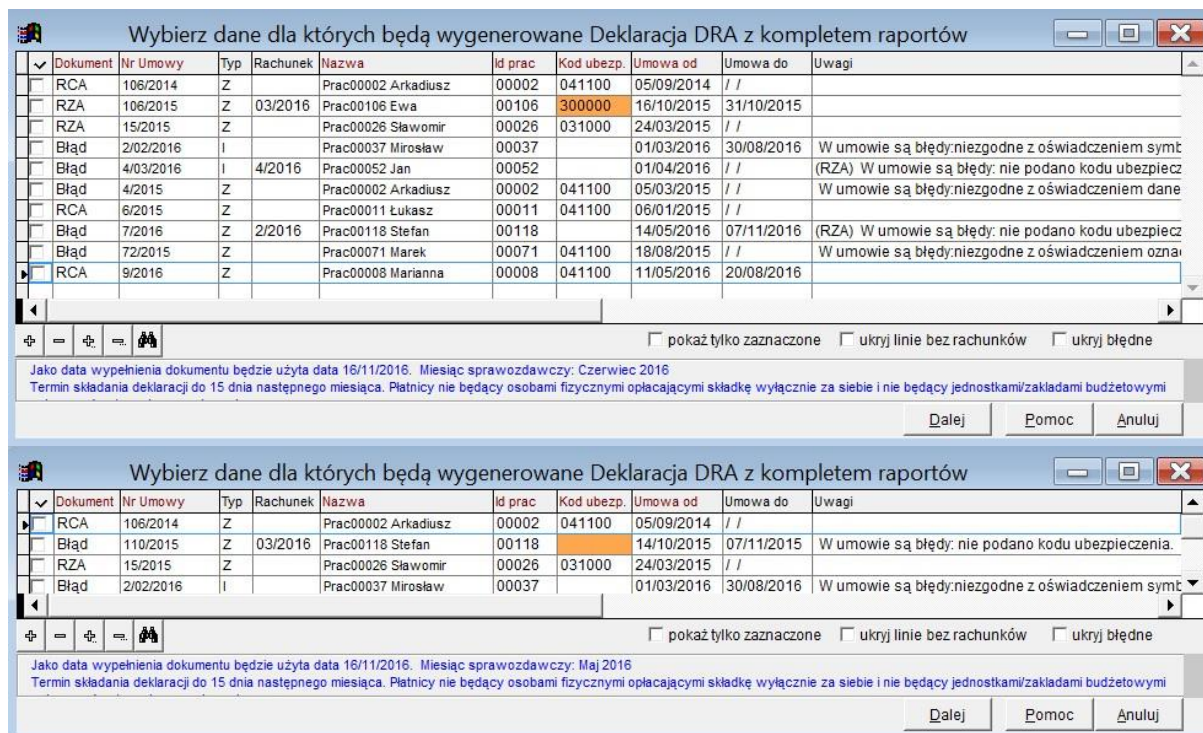 Wybierz dane dla których będą wygenerowane Deklaracja DRA z kompletem raportów
Dokument Nr Umowy Typ Rachunek Nazwa Id prac Kod ubezp. Umowa od Umowa do Uwagi
RCA 106/2014 Z Prac00002 Arkadiusz 00002 041100 05/09/2014 / /
RZA 106/2015 Z 03/2016 Prac00106 Ewa 00106 300000 16/10/2015 31/10/2015
RZA 15/2015 Z Prac00026 Sławomir 00026 031000 24/03/2015 / /
Błąd 2/02/2016 I Prac00037 Mirosław 00037 01/03/2016 30/08/2016 W umowie są błędy:niezgodne z oświadczeniem symb
Błąd 4/03/2016 I 4/2016 Prac00052 Jan 00052 01/04/2016 / / (RZA) W umowie są błędy: nie podano kodu ubezpiecz
Błąd 4/2015 Z Prac00002 Arkadiusz 00002 041100 05/03/2015 / / W umowie są błędy:niezgodne z oświadczeniem dane
RCA 6/2015 Z Prac00011 Łukasz 00011 041100 06/01/2015 / /
Błąd 7/2016 Z 2/2016 Prac00118 Stefan 00118 14/05/2016 07/11/2016 (RZA) W umowie są błędy: nie podano kodu ubezpiecz
Błąd 72/2015 Z Prac00071 Marek 00071 041100 18/08/2015 / / W umowie są błędy:niezgodne z oświadczeniem ozna
RCA 9/2016 Z Prac00008 Marianna 00008 041100 11/05/2016 20/08/2016
pokaż tylko zaznaczone ukryj linie bez rachunków ukryj błędne
Jako data wypełnienia dokumentu będzie użyta data 16/11/2016. Miesiąc sprawozdawczy: Czerwiec 2016
Termin składania deklaracji do 15 dnia następnego miesiąca. Płatnicy nie będący osobami fizycznymi opłacającymi składkę wyłącznie za siebie i nie będący jednostkami/zakladami budżetowymi
Dalej Pomoc Anuluj
Wybierz dane dla których będą wygenerowane Deklaracja DRA z kompletem raportów
Dokument Nr Umowy Typ Rachunek Nazwa Id prac Kod ubezp. Umowa od Umowa do Uwagi
RCA 106/2014 Z Prac00002 Arkadiusz 00002 041100 05/09/2014 / /
Błąd 110/2015 Z 03/2016 Prac00118 Stefan 00118 14/10/2015 07/11/2015 W umowie są błędy: nie podano kodu ubezpieczenia.
RZA 15/2015 Z Prac00026 Sławomir 00026 031000 24/03/2015 / /
Błąd 2/02/2016 I Prac00037 Mirosław 00037 01/03/2016 30/08/2016 W umowie są błędy:niezgodne z oświadczeniem symb
pokaż tylko zaznaczone ukryj linie bez rachunków ukryj błędne
Jako data wypełnienia dokumentu będzie użyta data 16/11/2016. Miesiąc sprawozdawczy: Maj 2016
Termin składania deklaracji do 15 dnia następnego miesiąca. Płatnicy nie będący osobami fizycznymi opłacającymi składkę wyłącznie za siebie i nie będący jednostkami/zakladami budżetowymi
Dalej Pomoc Anuluj